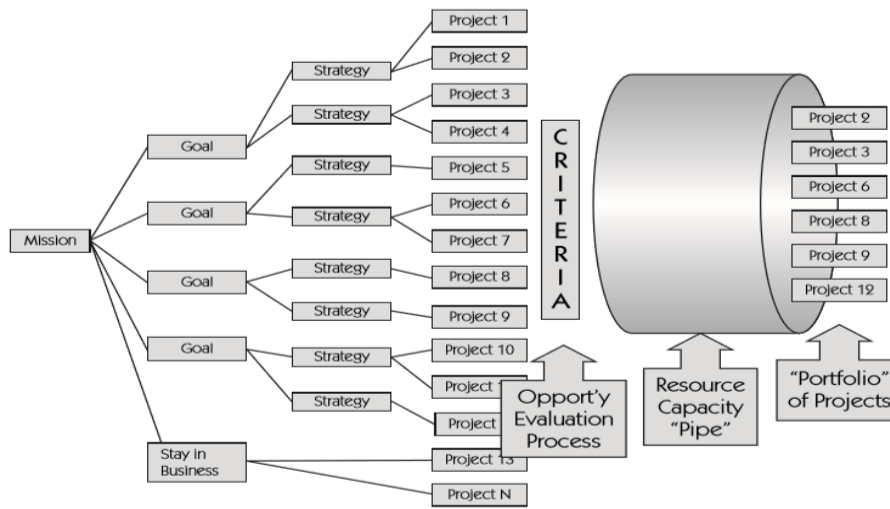 Mission
Goal
Goal
Goal
Goal
Stay in
Business
Strategy
Strategy
Strategy
Strategy
Strategy
Strategy
Strategy
Strategy
Project 1
Project 2
Project 3
Project 4
Project 5
Project 6
Project 7
Project 8
Project 9
Project 10
Project
Project 13
Project N
CRITERIA
Opport'y
Evaluation
Process
Resource
Capacity
"Pipe"
Project 2
Project 3
Project 6
Project 8
Project 9
Project 12
"Portfolio"
of Projects